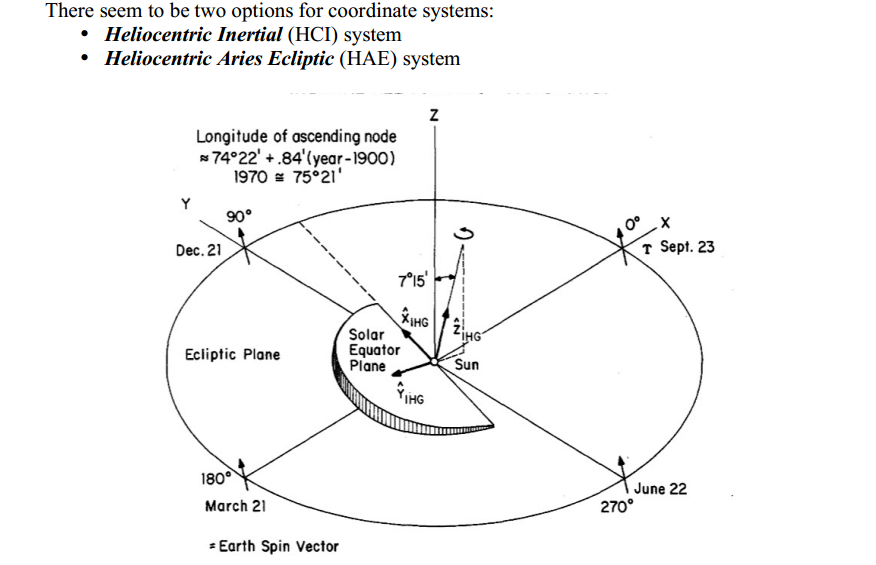 There seem to be two options for coordinate systems:
• Heliocentric Inertial (HCI) system
• Heliocentric Aries Ecliptic (HAE) system
Z
Longitude of ascending node
≈ 74°22' + .84'(year-1900)
1970 ≅ 75°21'
Y
90°
Dec. 21
0°
X
Sept. 23
7°15'
X̂IHG
ẐIHG
Solar
Equator
Plane
Ecliptic Plane
Sun
ŶIHG
180°
March 21
June 22
270°
= Earth Spin Vector